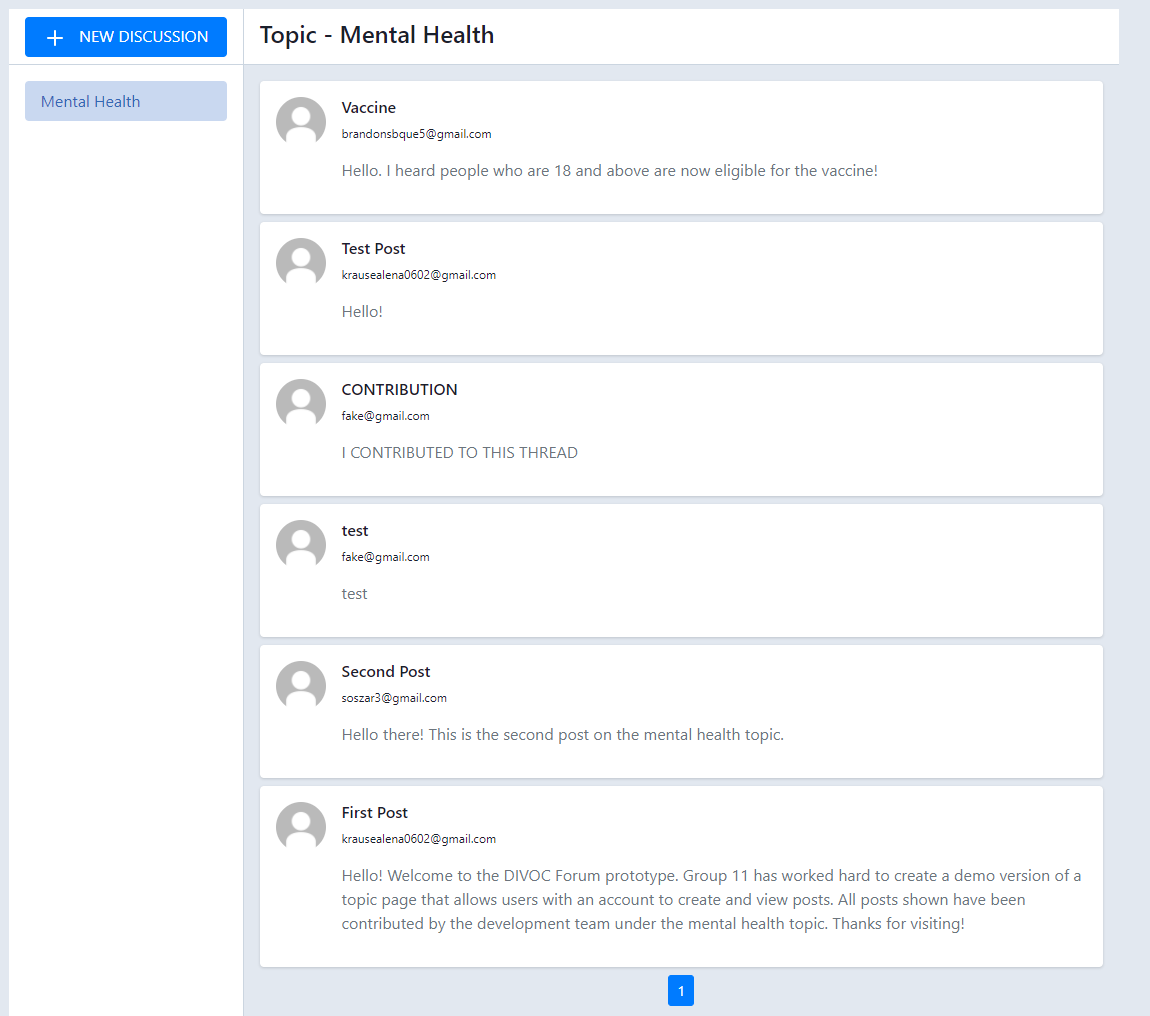 NEW DISCUSSION
Topic - Mental Health
Mental Health
Vaccine
brandonsbque5@gmail.com
Hello. I heard people who are 18 and above are now eligible for the vaccine!
Test Post
krausealena0602@gmail.com
Hello!
CONTRIBUTION
fake@gmail.com
I CONTRIBUTED TO THIS THREAD
test
fake@gmail.com
test
Second Post
soszar3@gmail.com
Hello there! This is the second post on the mental health topic.
First Post
krausealena0602@gmail.com
Hello! Welcome to the DIVOC Forum prototype. Group 11 has worked hard to create a demo version of a
topic page that allows users with an account to create and view posts. All posts shown have been
contributed by the development team under the mental health topic. Thanks for visiting!
1